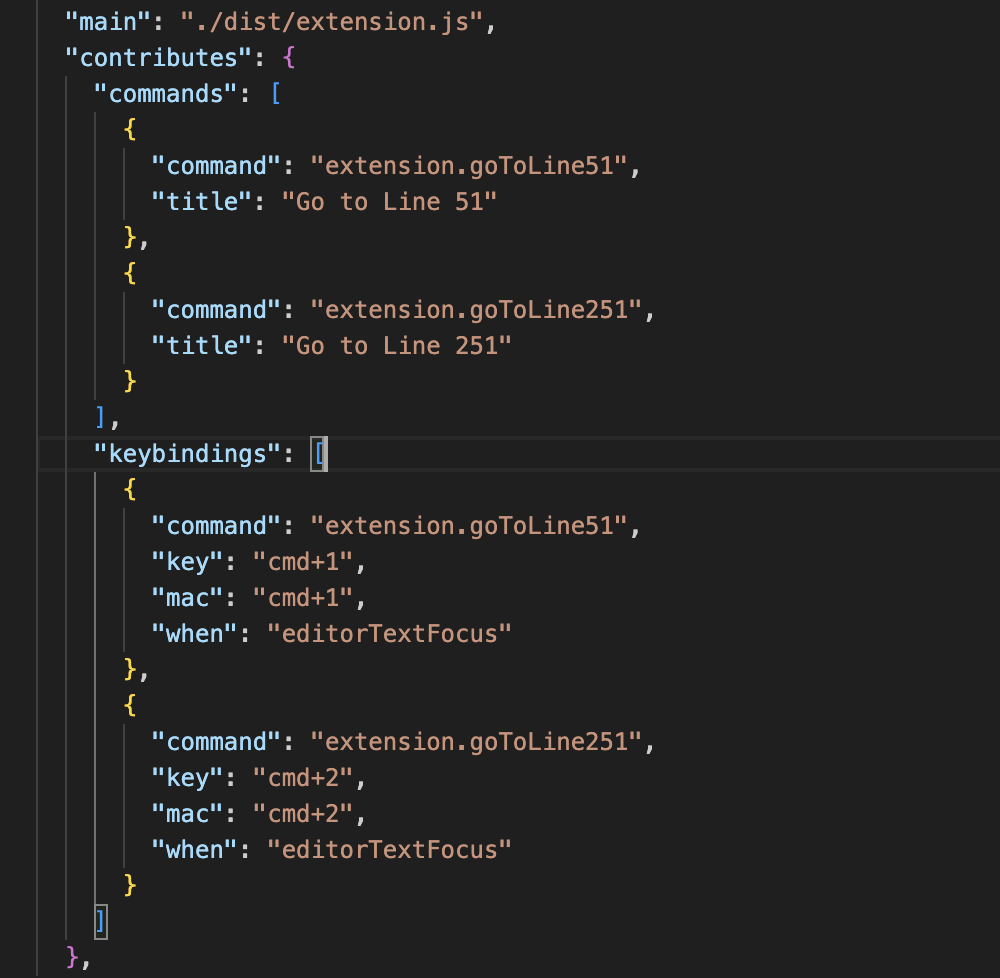 "main": "./dist/extension.js",
"contributes": {
"commands": [
{
"command": "extension.goToLine51",
"title": "Go to Line 51"
},
{
"command": "extension.goToLine251",
"title": "Go to Line 251"
}
],
"keybindings": [
{
"command": "extension.goToLine51",
"key": "cmd+1",
"mac": "cmd+1",
"when": "editorTextFocus"
},
{
"command": "extension.goToLine251",
"key": "cmd+2",
"mac": "cmd+2",
"when": "editorTextFocus"
}
]
},